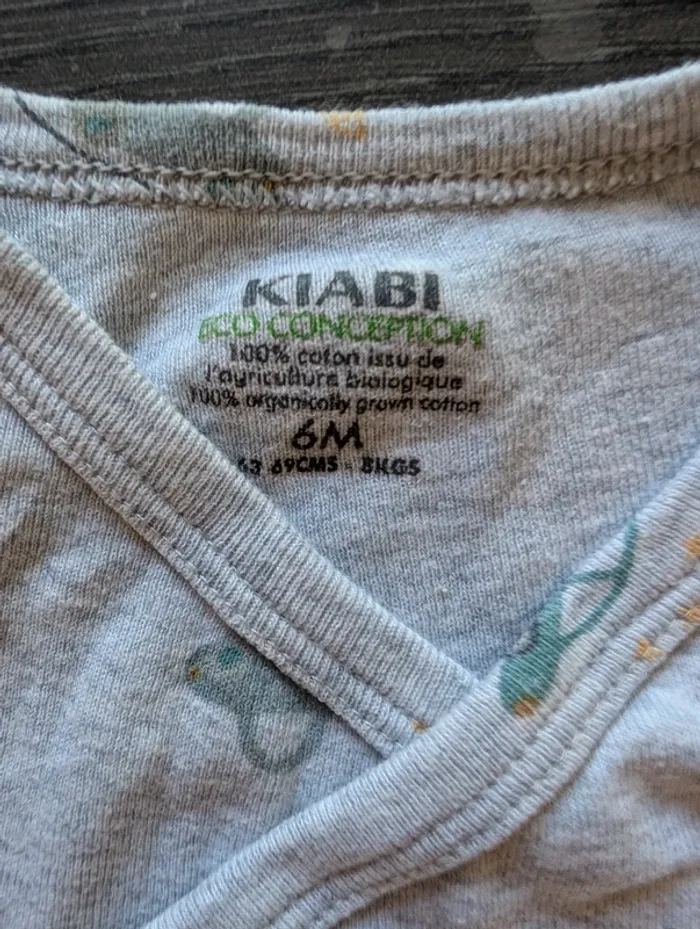 KIABI
ECO CONCEPTION
100% coton issu de
l'agriculture biologique
100% organically grown cotton
6M
63 69CMS - 8KGS